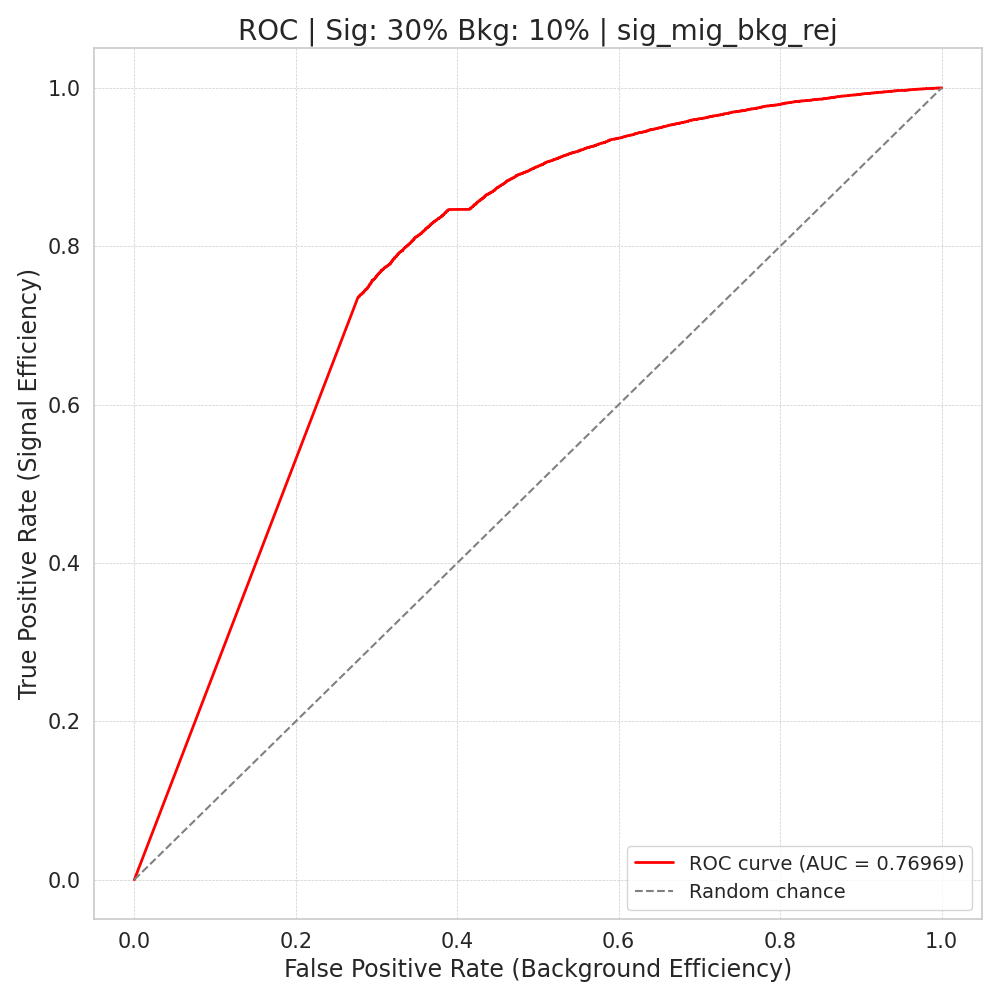 ROC | Sig: 30% Bkg: 10% | sig_mig_bkg_rej
True Positive Rate (Signal Efficiency)
1.0
0.8
0.6
0.4
0.2
0.0
ROC curve (AUC = 0.76969)
Random chance
0.0 0.2 0.4 0.6 0.8 1.0
False Positive Rate (Background Efficiency)